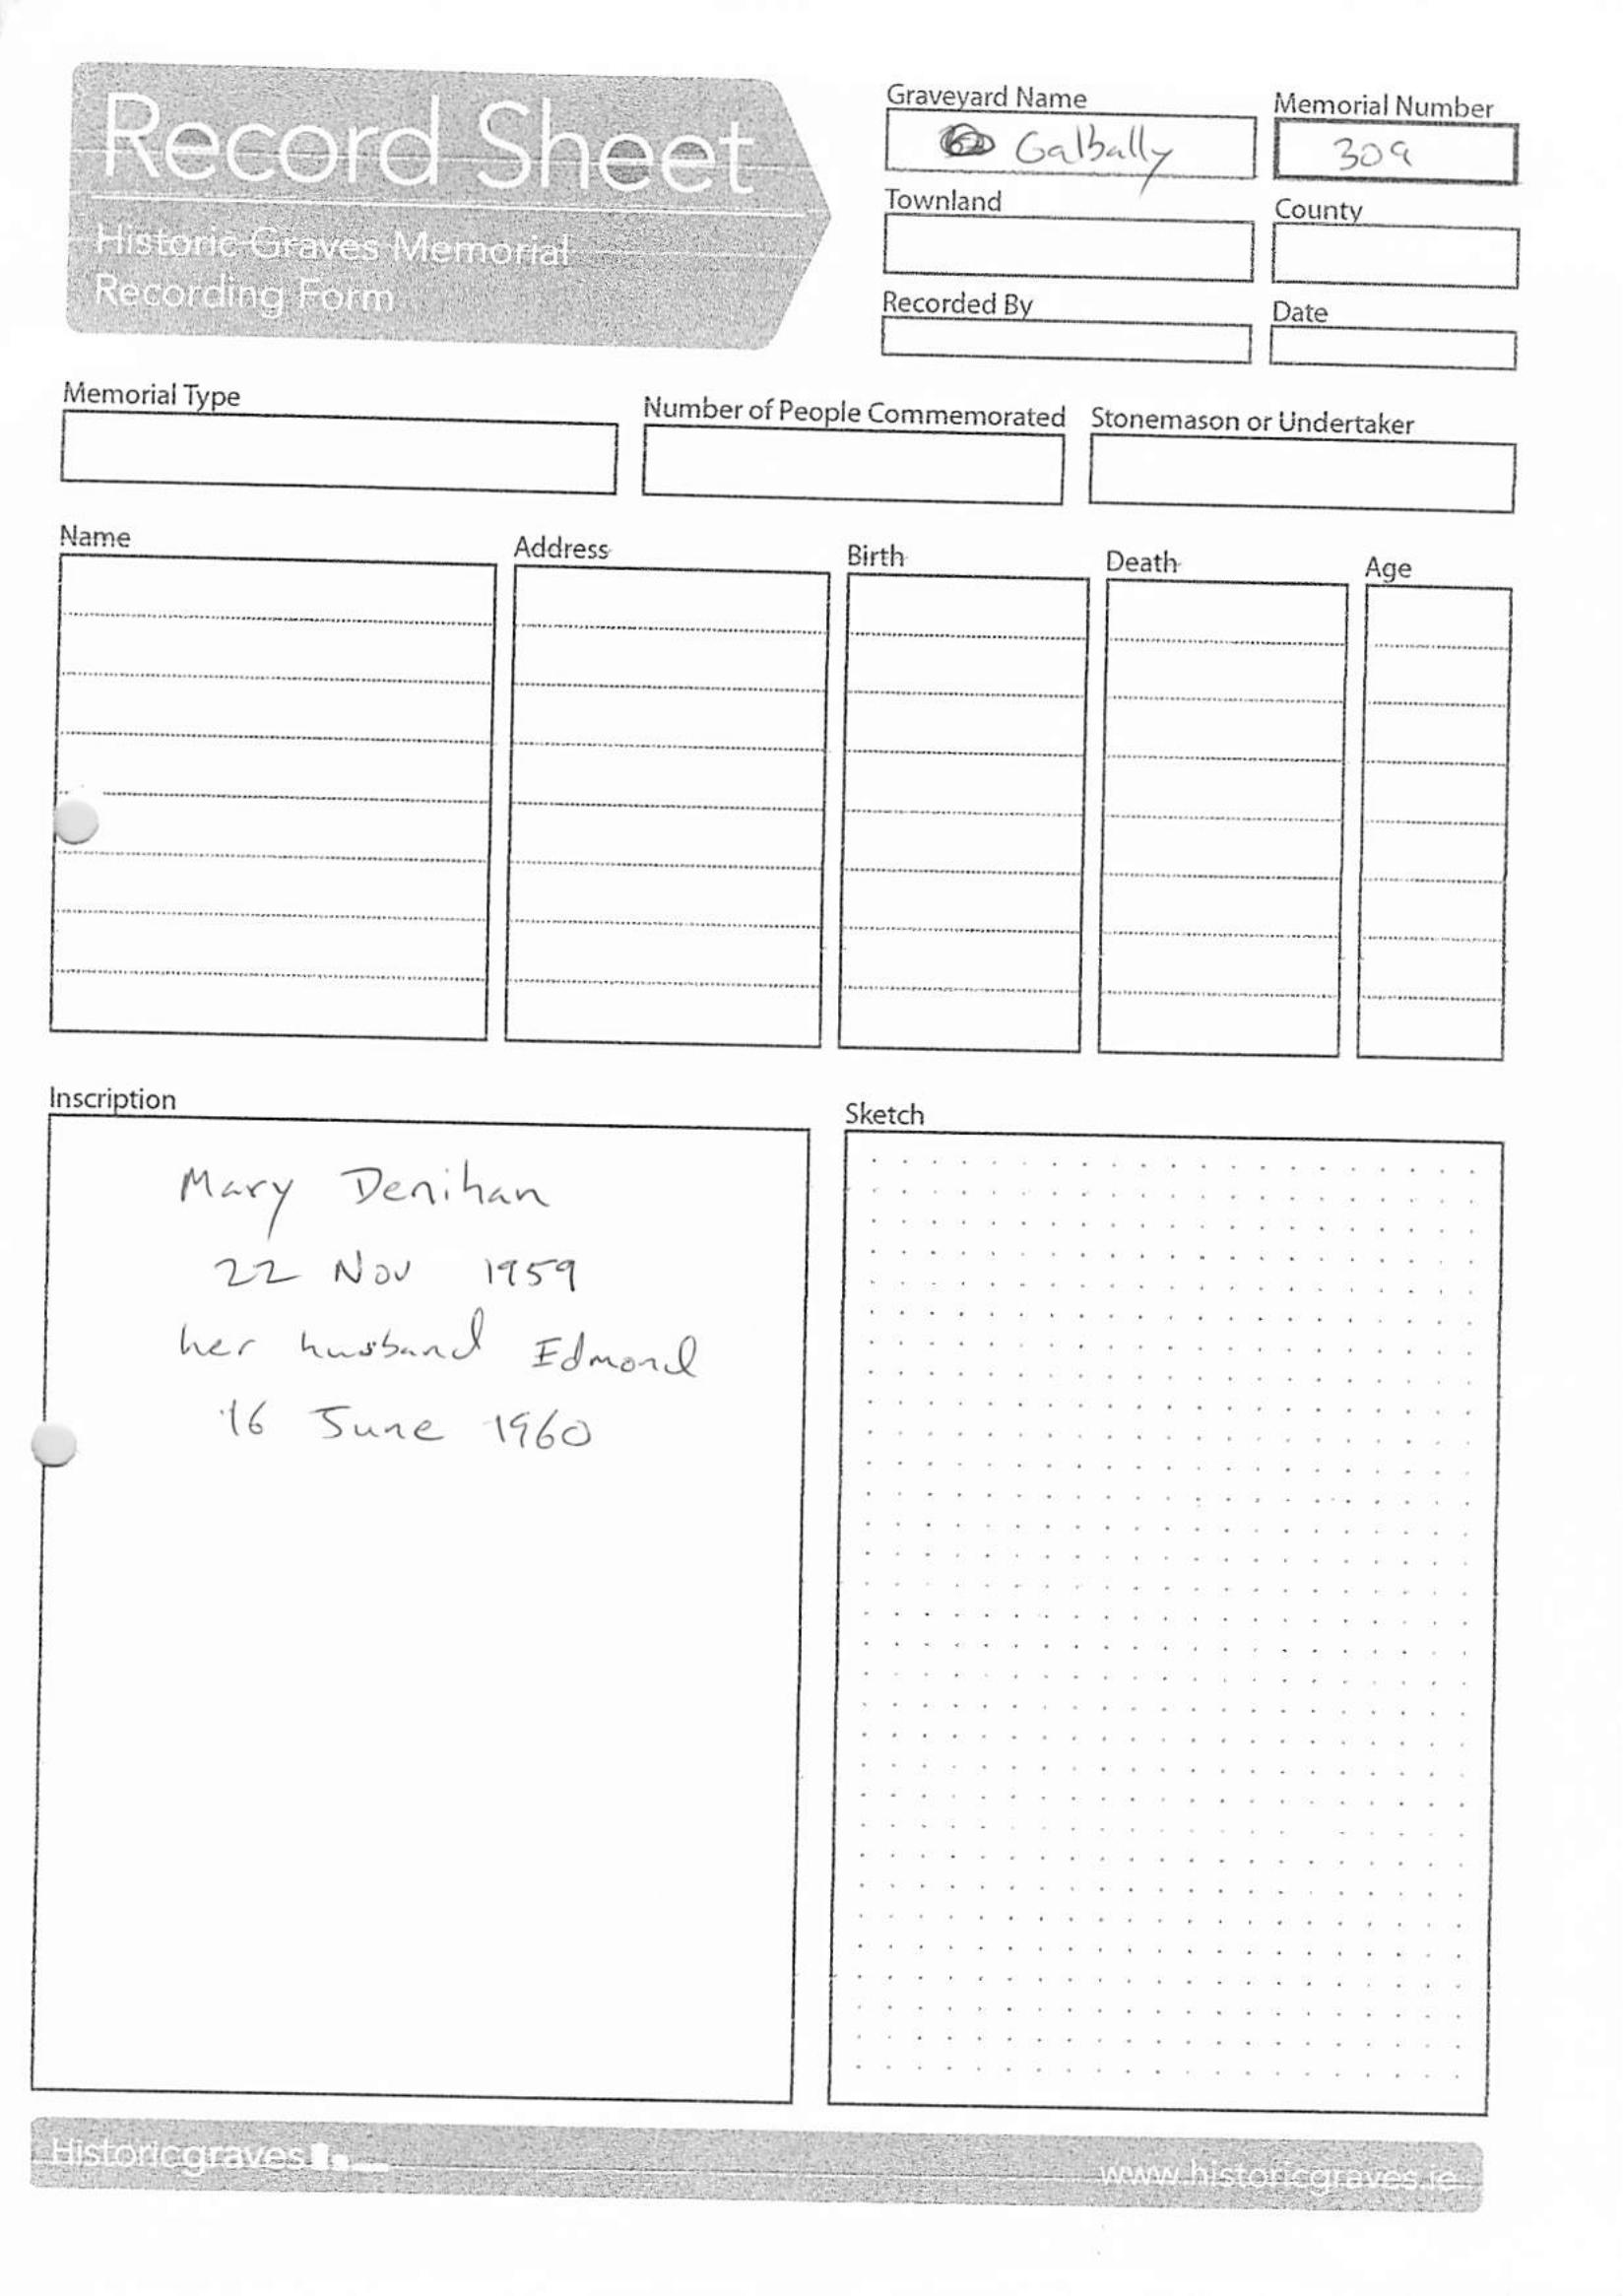 Record Sheet
Historic Graves Memorial
Recording Form
Graveyard Name
Galbally
Memorial Number
309
Townland
County
Recorded By
Date
Memorial Type
Number of People Commemorated
Stonemason or Undertaker
Name
Address
Birth
Death
Age
Inscription
Mary Denihan
22 Nov 1959
her husband Edmond
16 June 1960
Sketch
Historicgraves
www.historicgraves.ie